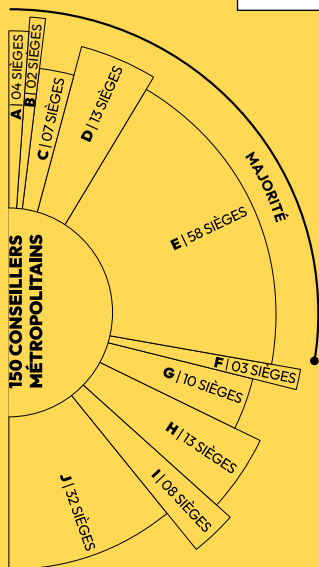 A | 04 SIÈGES
B | 02 SIÈGES
C | 07 SIÈGES
D | 13 SIÈGES
E | 58 SIÈGES
MAJORITÉ
F | 03 SIÈGES
G | 10 SIÈGES
H | 13 SIÈGES
I | 08 SIÈGES
J | 32 SIÈGES
150 CONSEILLERS
MÉTROPOLITAINS